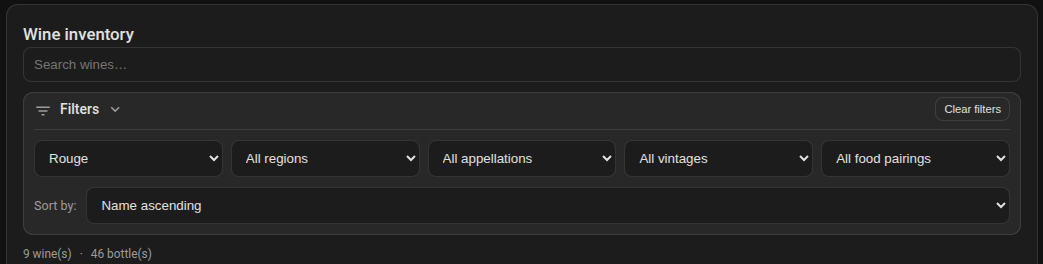 Wine inventory
Search wines…
Filters Clear filters
Rouge All regions All appellations All vintages All food pairings
Sort by: Name ascending
9 wine(s) · 46 bottle(s)